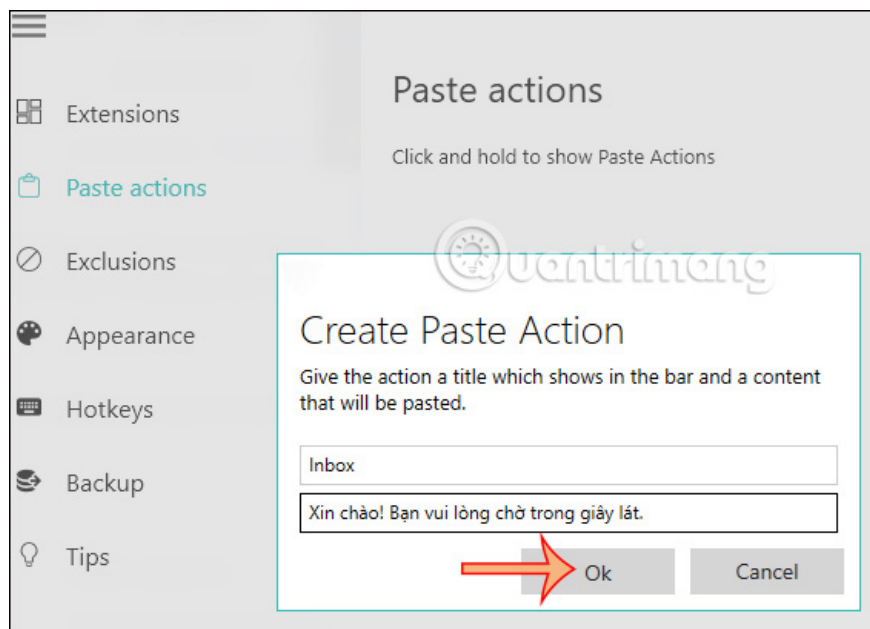 Extensions
Paste actions
Exclusions
Appearance
Hotkeys
Backup
Tips
Paste actions
Click and hold to show Paste Actions
Quantrimang
Create Paste Action
Give the action a title which shows in the bar and a content
that will be pasted.
Inbox
Xin chào! Bạn vui lòng chờ trong giây lát.
Ok
Cancel